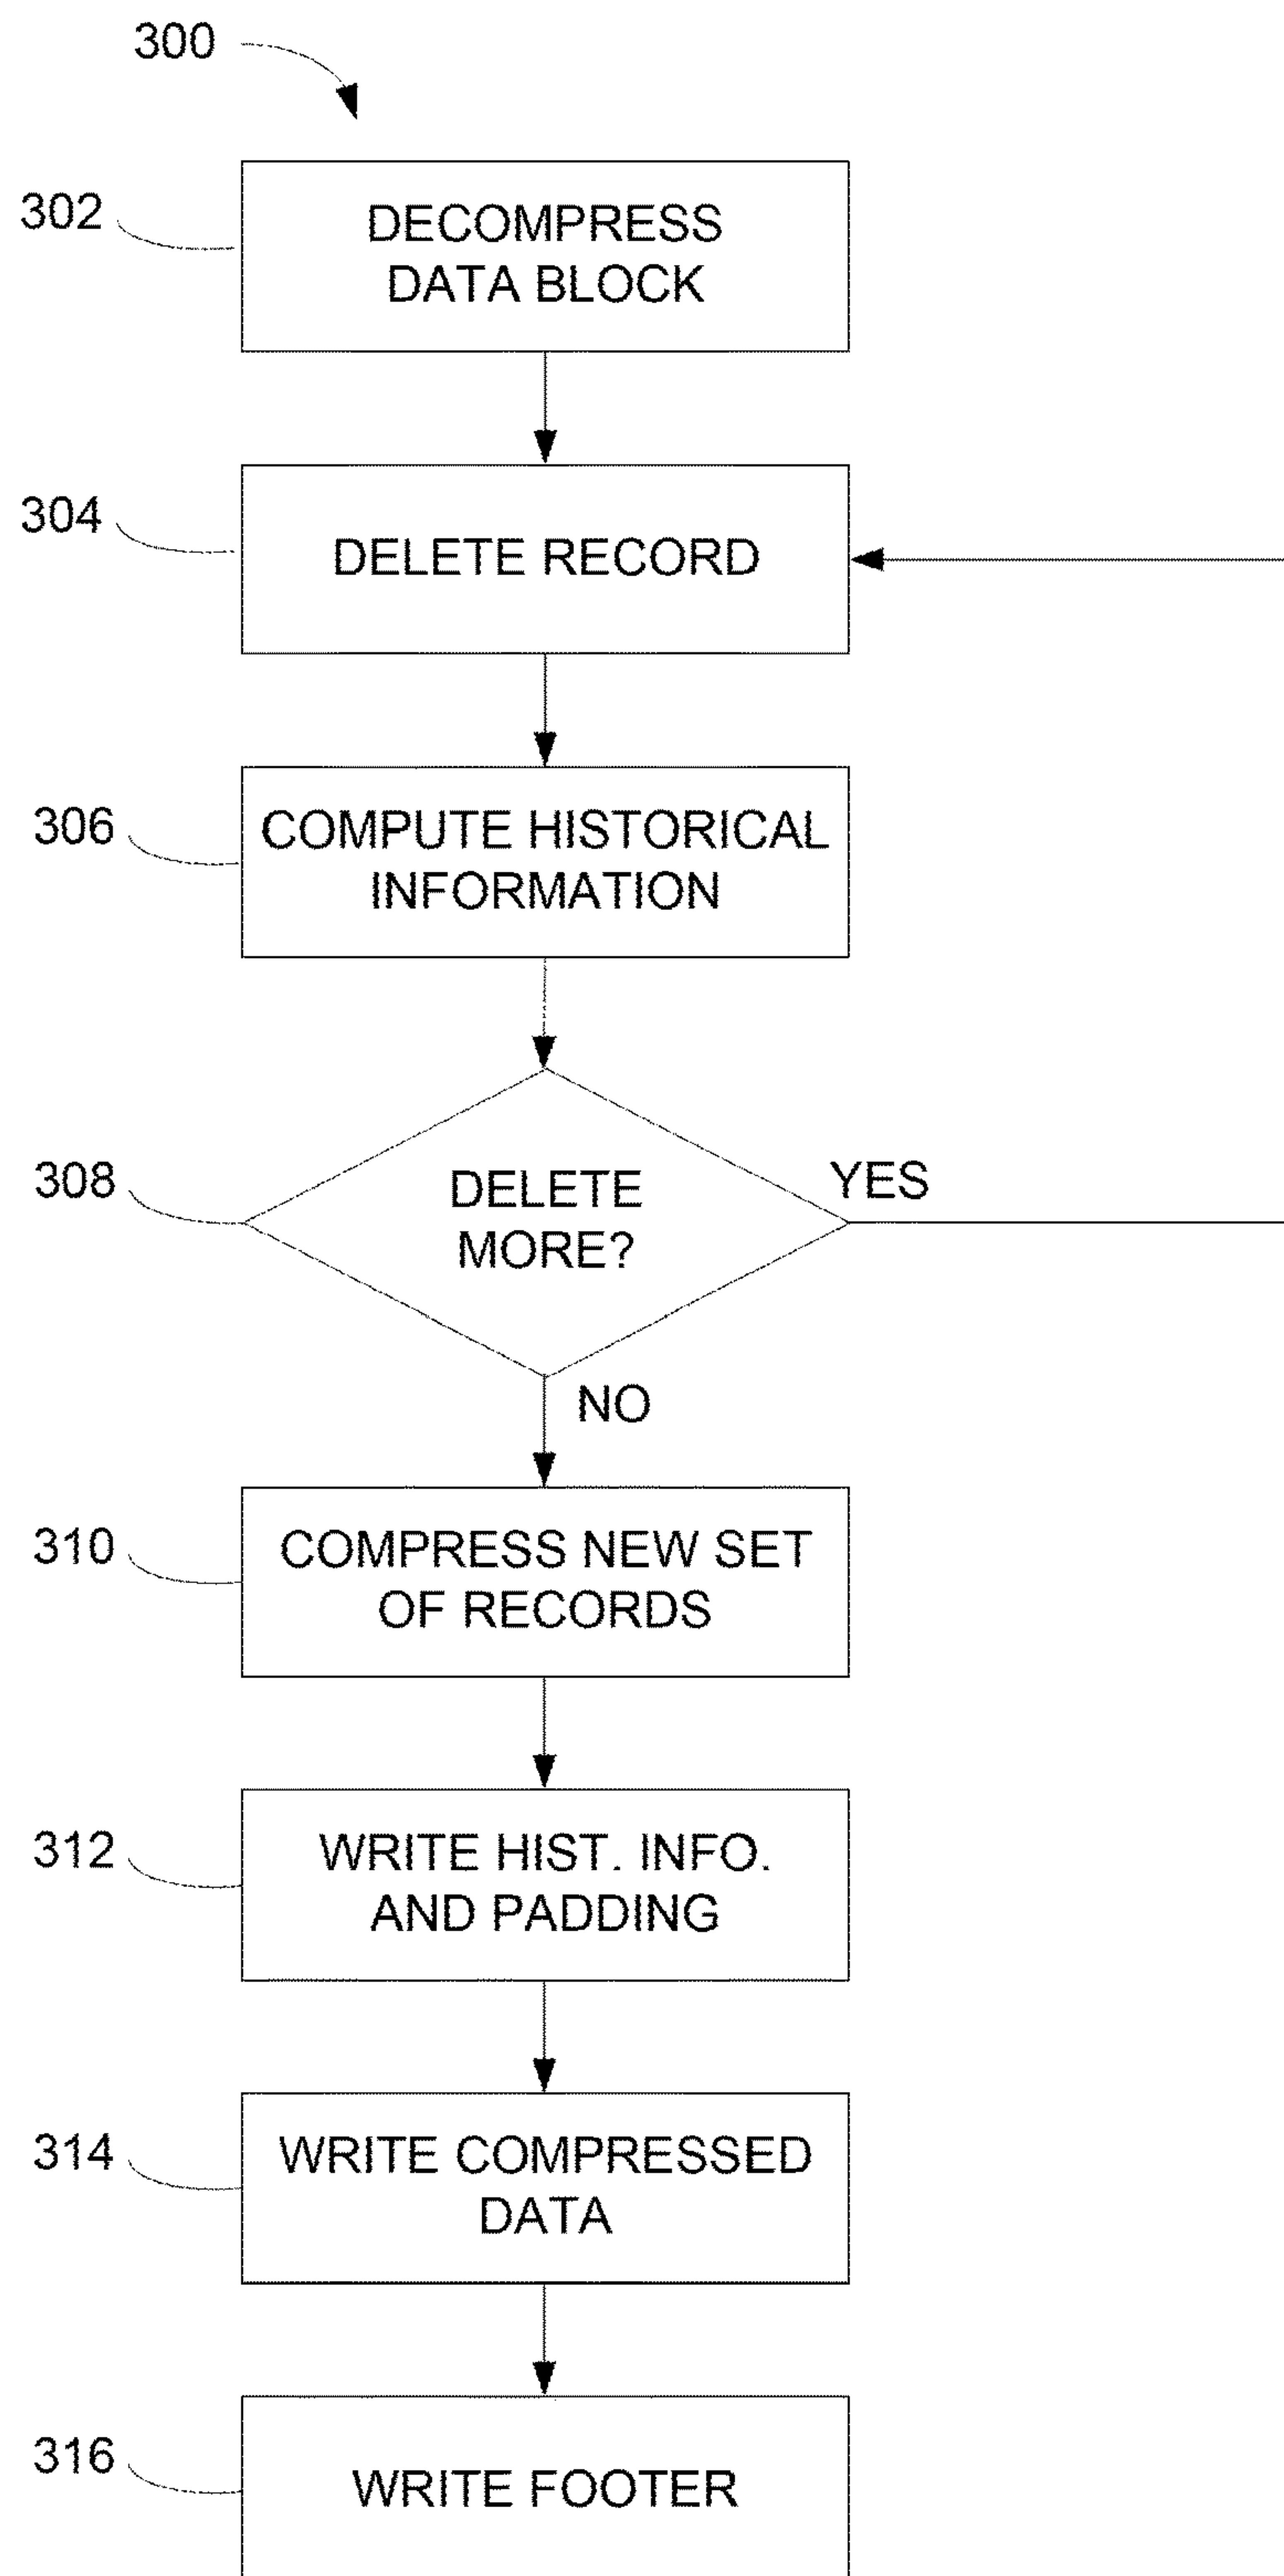 300
302
DECOMPRESS
DATA BLOCK
304
DELETE RECORD
306
COMPUTE HISTORICAL
INFORMATION
308
DELETE
MORE?
YES
NO
310
COMPRESS NEW SET
OF RECORDS
312
WRITE HIST. INFO.
AND PADDING
314
WRITE COMPRESSED
DATA
316
WRITE FOOTER